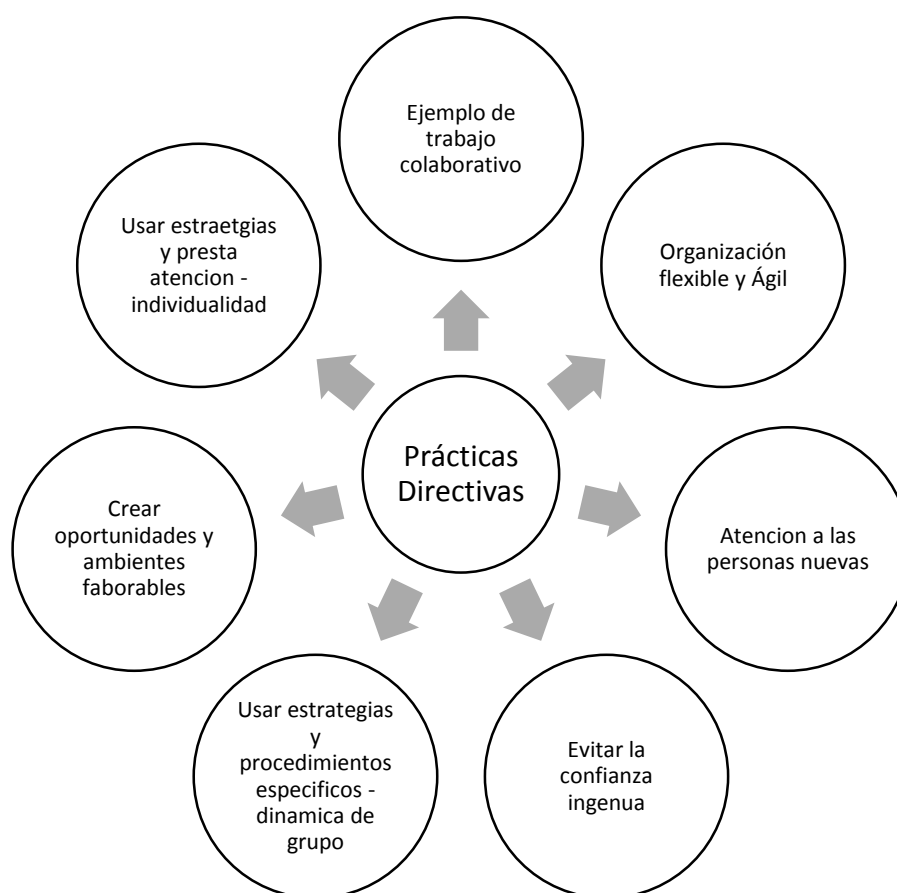 Prácticas
Directivas
Ejemplo de
trabajo
colaborativo
Organización
flexible y Ágil
Atencion a las
personas nuevas
Evitar la
confianza
ingenua
Usar estrategias
y
procedimientos
especificos -
dinamica de
grupo
Crear
oportunidades y
ambientes
faborables
Usar estraetgias
y presta
atencion -
individualidad